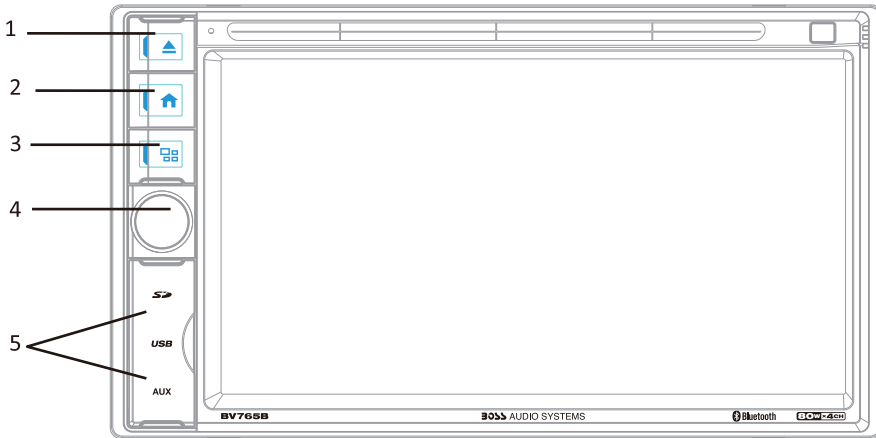 1
2
3
4
5
SD
USB
AUX
BV765B
BOSS AUDIO SYSTEMS
Bluetooth
80W×4CH